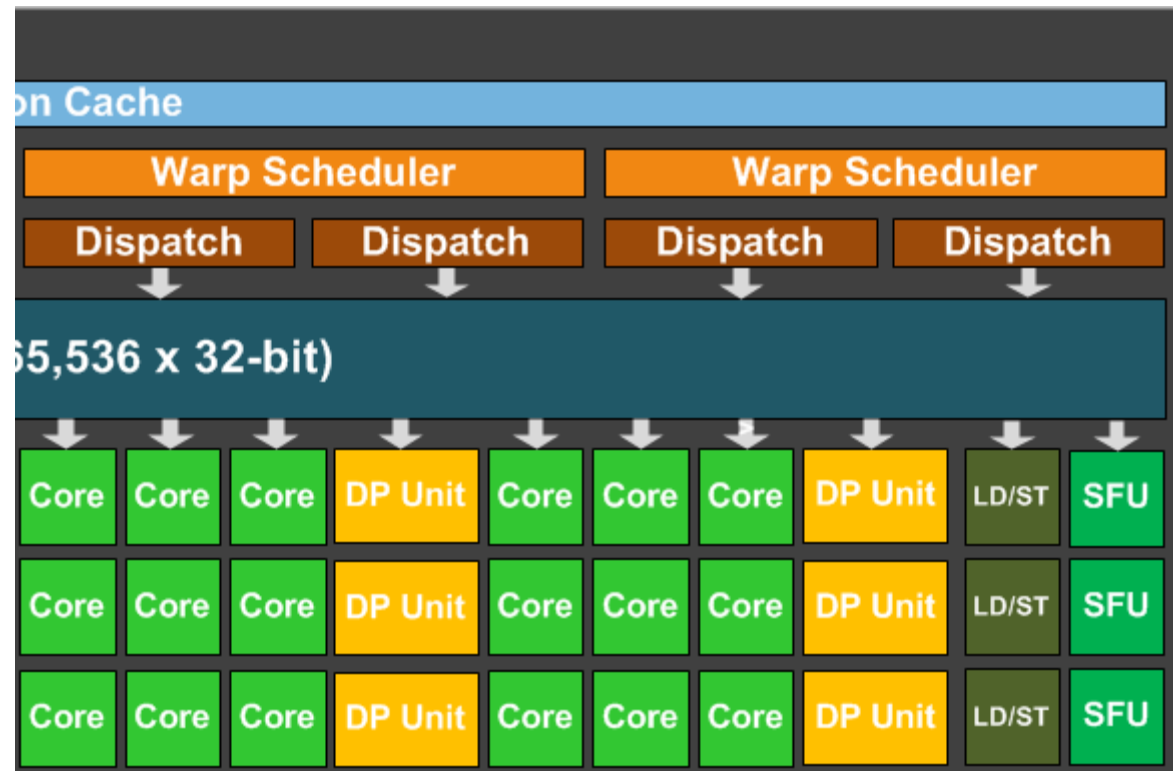 on Cache
Warp Scheduler Warp Scheduler
Dispatch Dispatch Dispatch Dispatch
65,536 x 32-bit)
Core Core Core DP Unit Core Core Core DP Unit LD/ST SFU
Core Core Core DP Unit Core Core Core DP Unit LD/ST SFU
Core Core Core DP Unit Core Core Core DP Unit LD/ST SFU